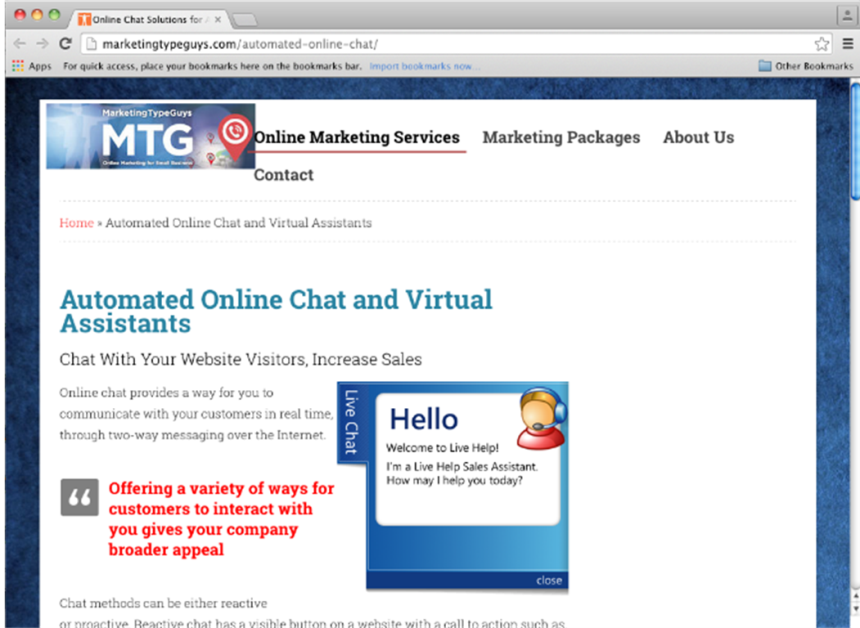 Online Chat Solutions for A
marketingtypeguys.com/automated-online-chat/
Apps For quick access, place your bookmarks here on the bookmarks bar. Import bookmarks now... Other Bookmarks
MarketingTypeGuys
MTG
Online Marketing for Small Business
Online Marketing Services Marketing Packages About Us
Contact
Home » Automated Online Chat and Virtual Assistants
Automated Online Chat and Virtual
Assistants
Chat With Your Website Visitors, Increase Sales
Online chat provides a way for you to
communicate with your customers in real time,
through two-way messaging over the Internet.
Live Chat
Hello
Welcome to Live Help!
I'm a Live Help Sales Assistant.
How may I help you today?
close
“ Offering a variety of ways for
customers to interact with
you gives your company
broader appeal
Chat methods can be either reactive
or proactive. Reactive chat has a visible button on a website with a call to action such as